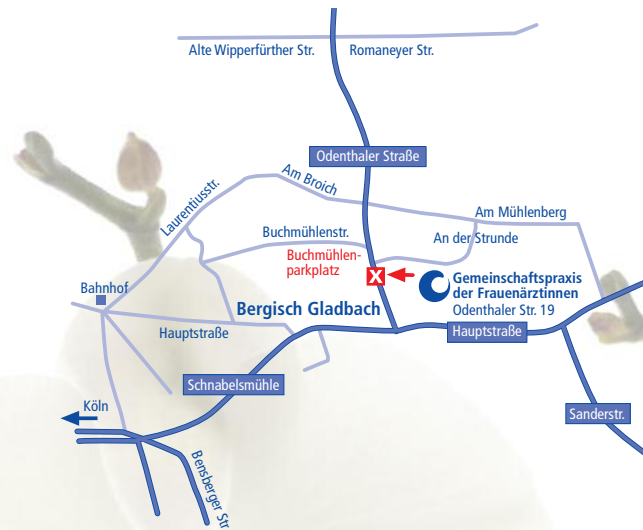 Alte Wipperfürther Str.
Romaneyer Str.
Odenthaler Straße
Am Broich
Laurentiusstr.
Am Mühlenberg
Buchmühlenstr.
An der Strunde
Buchmühlen-
parkplatz
X
Bahnhof
Gemeinschaftspraxis
der Frauenärztinnen
Odenthaler Str. 19
Bergisch Gladbach
Hauptstraße
Hauptstraße
Schnabelsmühle
Köln
Sanderstr.
Bensberger Str